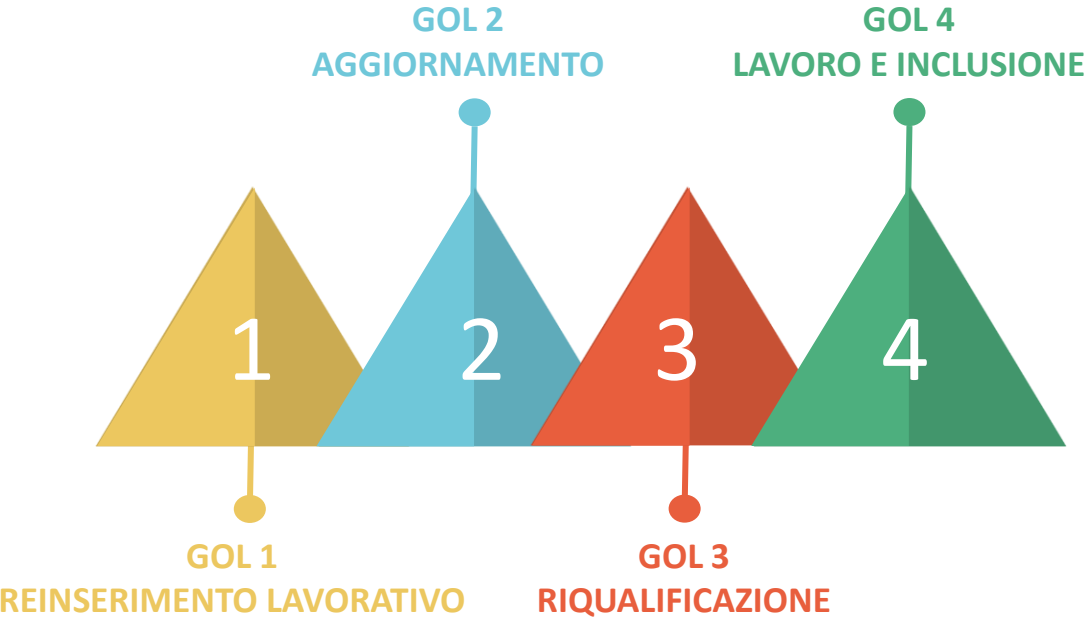 GOL 2
AGGIORNAMENTO
GOL 4
LAVORO E INCLUSIONE
1
2
3
4
GOL 1
REINSERIMENTO LAVORATIVO
GOL 3
RIQUALIFICAZIONE